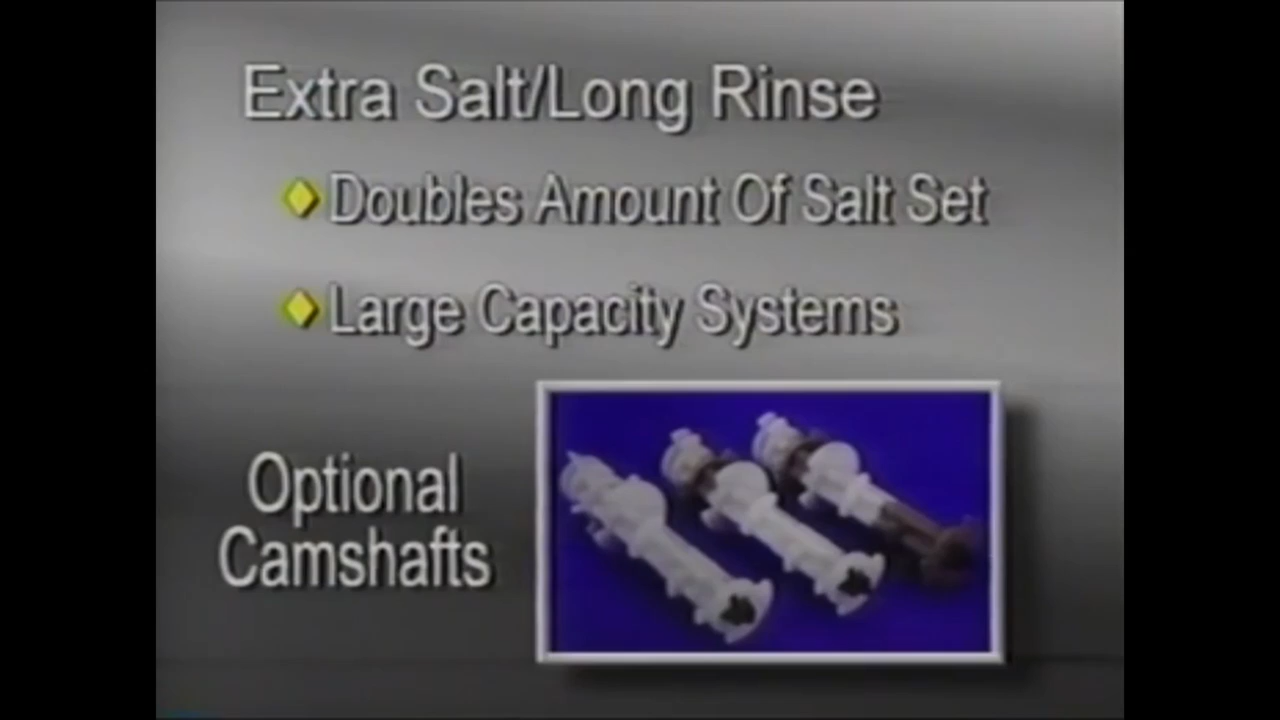 Extra Salt/Long Rinse
Doubles Amount Of Salt Set
Large Capacity Systems
Optional
Camshafts